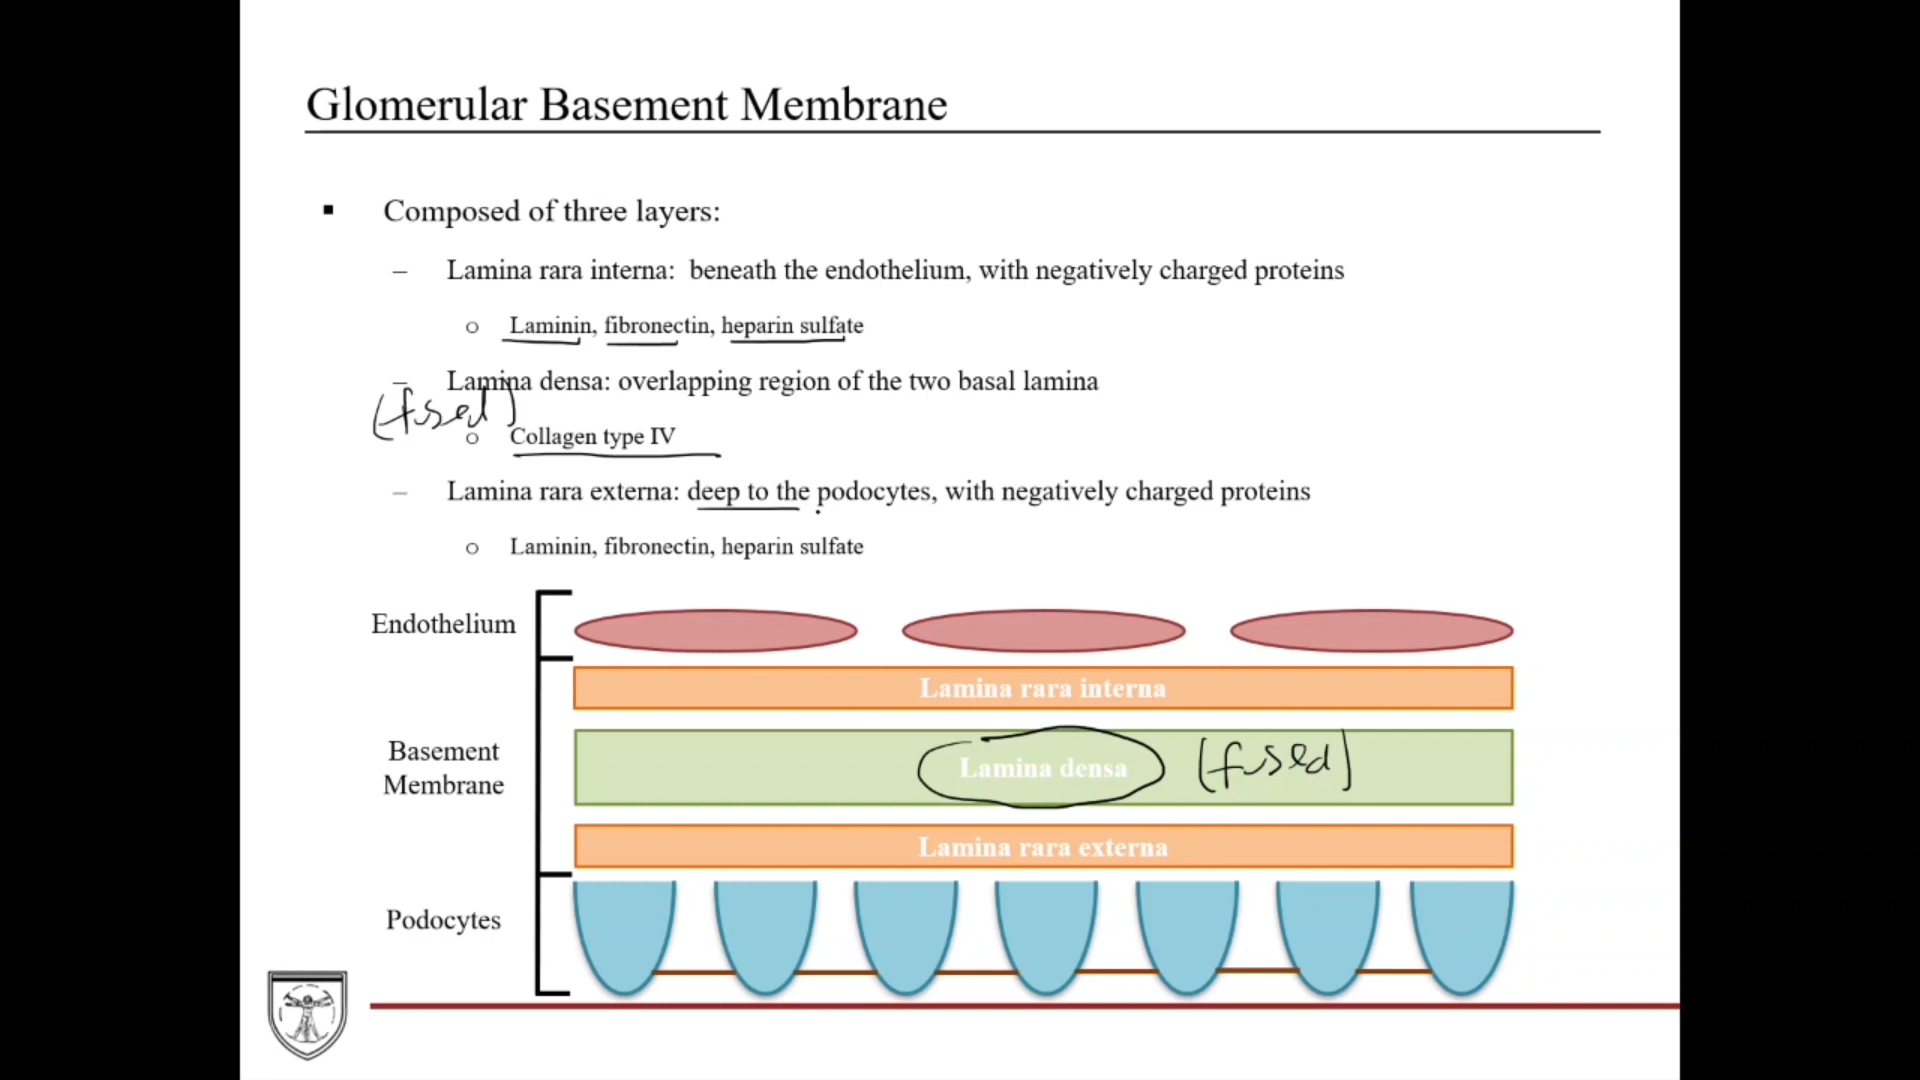 Glomerular Basement Membrane
▪ Composed of three layers:
– Lamina rara interna: beneath the endothelium, with negatively charged proteins
o Laminin, fibronectin, heparin sulfate
– Lamina densa: overlapping region of the two basal lamina
(fused)
o Collagen type IV
– Lamina rara externa: deep to the podocytes, with negatively charged proteins
o Laminin, fibronectin, heparin sulfate
Endothelium
Lamina rara interna
Basement
Membrane
Lamina densa (fused)
Lamina rara externa
Podocytes